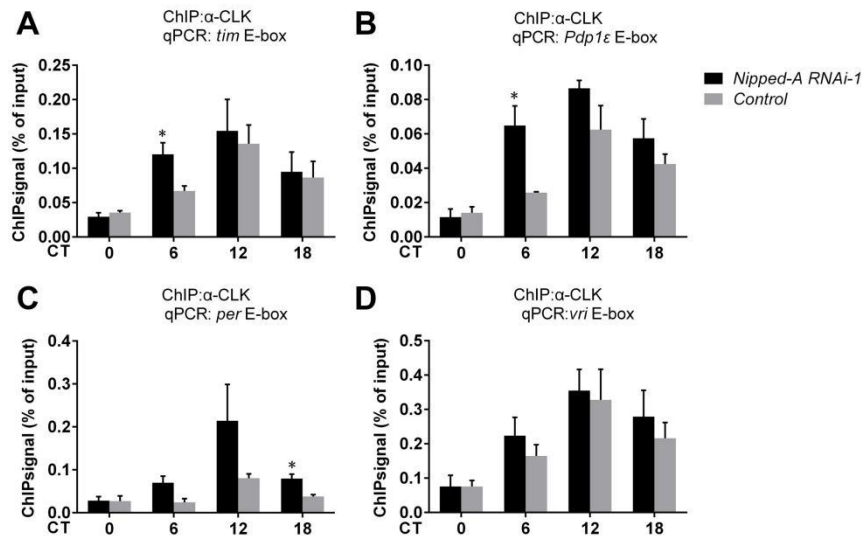 A
ChIP:α-CLK
qPCR: tim E-box
ChIPsignal (% of input)
0.25
0.20
0.15
0.10
0.05
0.00
*
CT
0 6 12 18
B
ChIP:α-CLK
qPCR: Pdp1ε E-box
ChIPsignal (% of input)
0.10
0.08
0.06
0.04
0.02
0.00
*
CT
0 6 12 18
Nipped-A RNAi-1
Control
C
ChIP:α-CLK
qPCR: per E-box
ChIPsignal (% of input)
0.4
0.3
0.2
0.1
0.0
*
CT
0 6 12 18
D
ChIP:α-CLK
qPCR:vri E-box
ChIPsignal (% of input)
0.5
0.4
0.3
0.2
0.1
0.0
CT
0 6 12 18